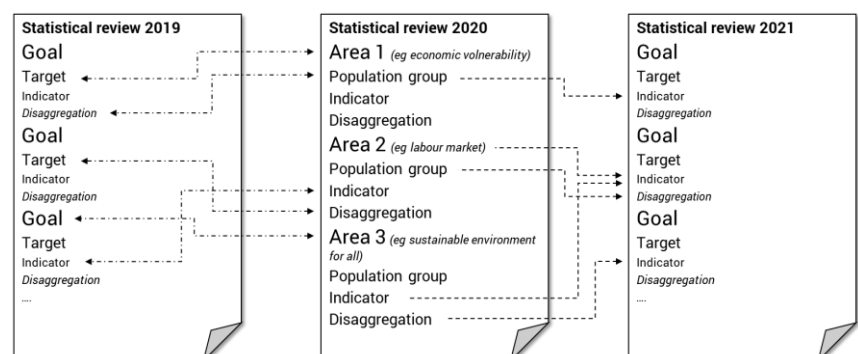 Statistical review 2019
Goal
Target
Indicator
Disaggregation
Goal
Target
Indicator
Disaggregation
Goal
Target
Indicator
Disaggregation
....
Statistical review 2020
Area 1 (eg economic volnerability)
Population group
Indicator
Disaggregation
Area 2 (eg labour market)
Population group
Indicator
Disaggregation
Area 3 (eg sustainable environment
for all)
Population group
Indicator
Disaggregation
Statistical review 2021
Goal
Target
Indicator
Disaggregation
Goal
Target
Indicator
Disaggregation
Goal
Target
Indicator
Disaggregation
....